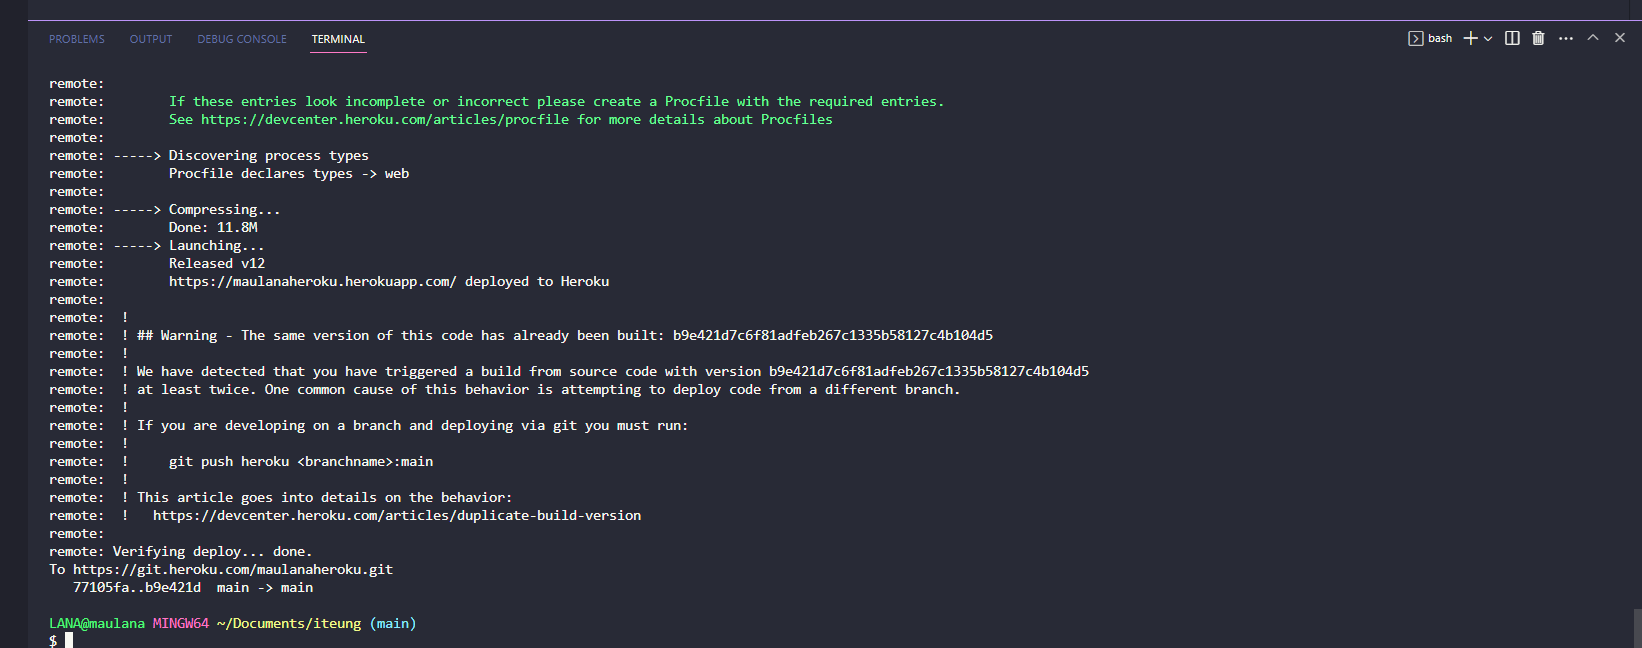 PROBLEMS OUTPUT DEBUG CONSOLE TERMINAL bash
remote:
remote:        If these entries look incomplete or incorrect please create a Procfile with the required entries.
remote:        See https://devcenter.heroku.com/articles/procfile for more details about Procfiles
remote:
remote: -----> Discovering process types
remote:        Procfile declares types -> web
remote:
remote: -----> Compressing...
remote:        Done: 11.8M
remote: -----> Launching...
remote:        Released v12
remote:        https://maulanaheroku.herokuapp.com/ deployed to Heroku
remote:
remote:  !
remote:  ! ## Warning - The same version of this code has already been built: b9e421d7c6f81adfeb267c1335b58127c4b104d5
remote:  !
remote:  ! We have detected that you have triggered a build from source code with version b9e421d7c6f81adfeb267c1335b58127c4b104d5
remote:  ! at least twice. One common cause of this behavior is attempting to deploy code from a different branch.
remote:  !
remote:  ! If you are developing on a branch and deploying via git you must run:
remote:  !
remote:  !     git push heroku <branchname>:main
remote:  !
remote:  ! This article goes into details on the behavior:
remote:  !   https://devcenter.heroku.com/articles/duplicate-build-version
remote:
remote: Verifying deploy... done.
To https://git.heroku.com/maulanaheroku.git
   77105fa..b9e421d  main -> main
LANA@maulana MINGW64 ~/Documents/iteung (main)
$